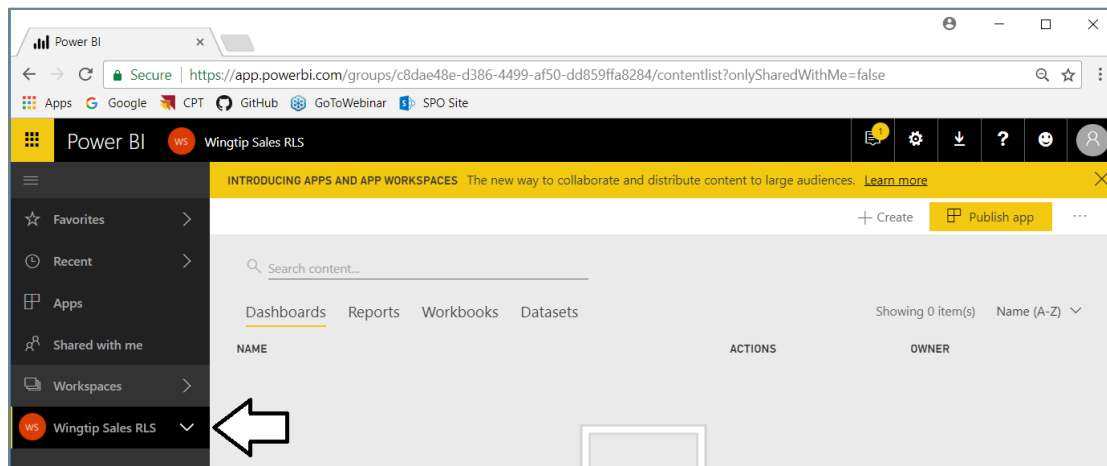 Power BI
Secure | https://app.powerbi.com/groups/c8dae48e-d386-4499-af50-dd859ffa8284/contentlist?onlySharedWithMe=false
Apps G Google CPT GitHub GoToWebinar SPO Site
Power BI WS Wingtip Sales RLS 1 ?
INTRODUCING APPS AND APP WORKSPACES The new way to collaborate and distribute content to large audiences. Learn more
Favorites
+ Create Publish app ...
Recent
Search content...
Apps
Dashboards Reports Workbooks Datasets Showing 0 item(s) Name (A-Z)
Shared with me
NAME ACTIONS OWNER
Workspaces
WS Wingtip Sales RLS